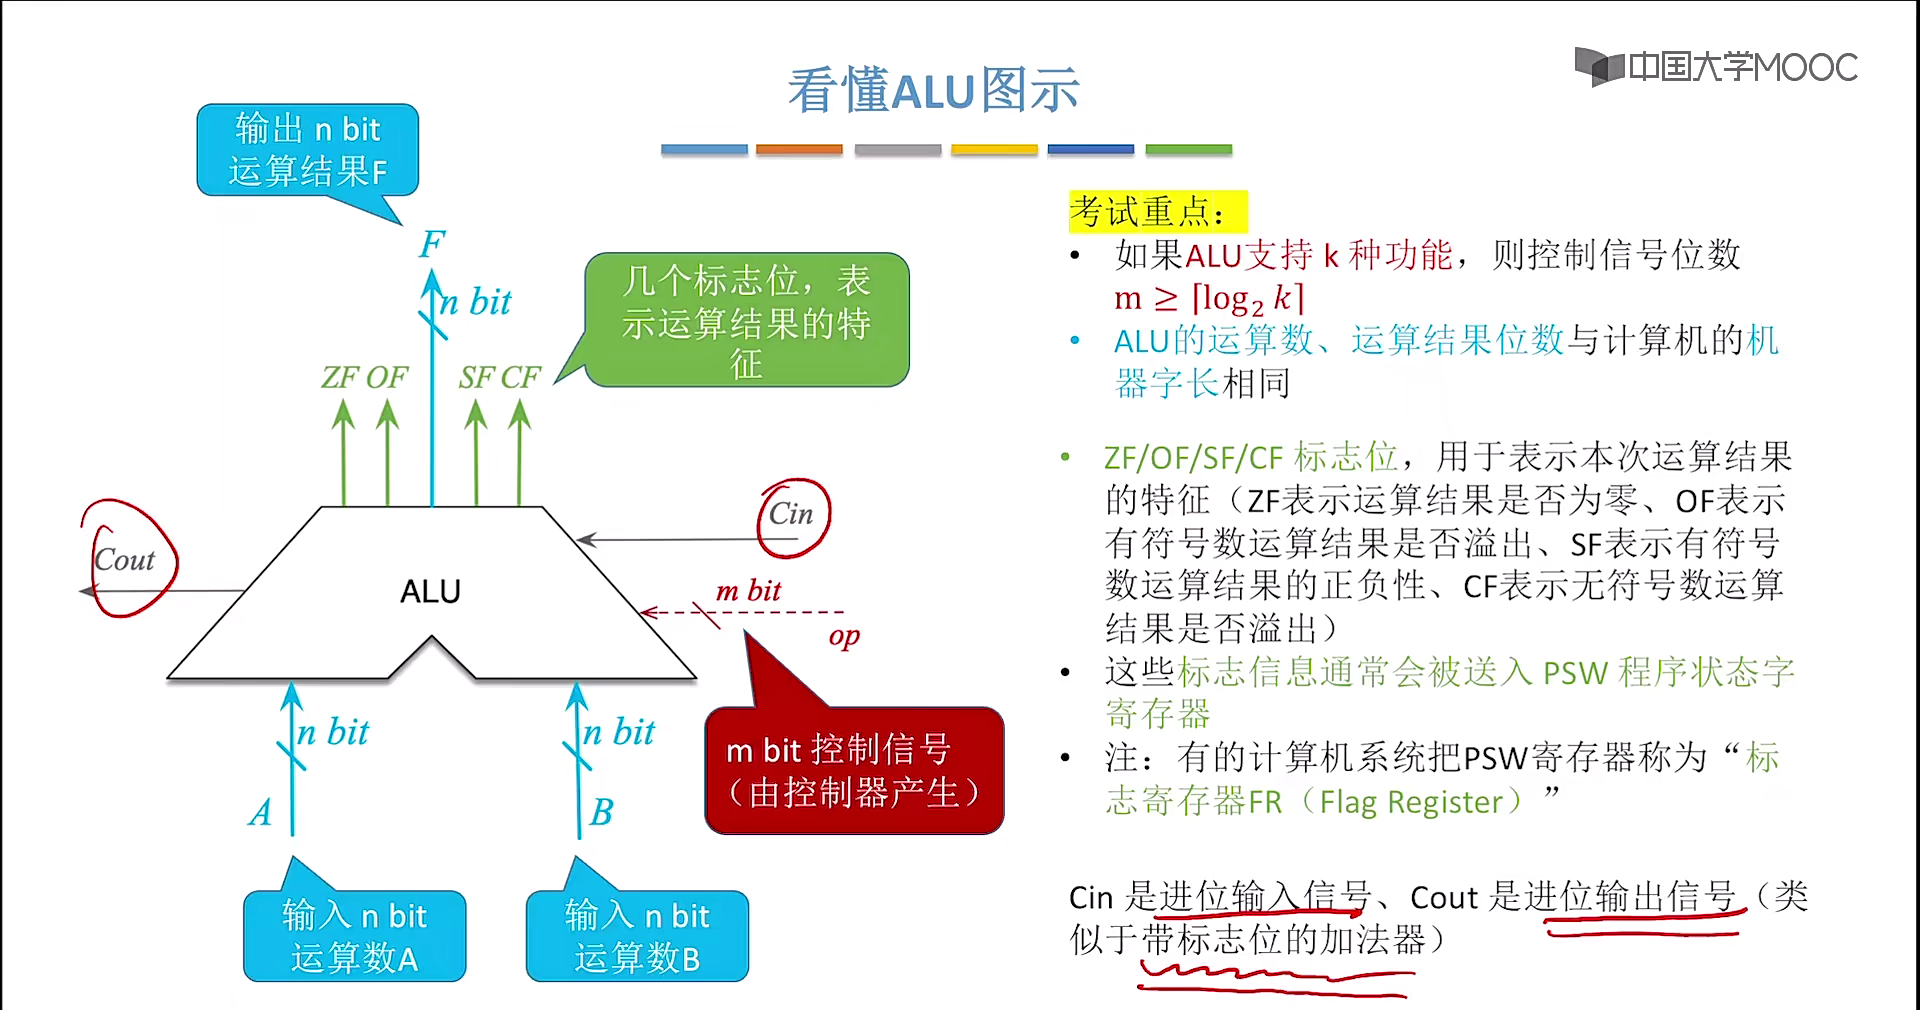 中国大学MOOC
看懂ALU图示
输出 n bit
运算结果F
F
n bit
几个标志位，表
示运算结果的特
征
ZF OF SF CF
Cin
Cout
ALU
m bit
op
n bit
n bit
A
B
m bit 控制信号
（由控制器产生）
输入 n bit
运算数A
输入 n bit
运算数B
考试重点：
• 如果ALU支持 k 种功能，则控制信号位数
m ≥ ⌈log₂ k⌉
• ALU的运算数、运算结果位数与计算机的机
器字长相同
• ZF/OF/SF/CF 标志位，用于表示本次运算结果
的特征（ZF表示运算结果是否为零、OF表示
有符号数运算结果是否溢出、SF表示有符号
数运算结果的正负性、CF表示无符号数运算
结果是否溢出）
• 这些标志信息通常会被送入 PSW 程序状态字
寄存器
• 注：有的计算机系统把PSW寄存器称为“标
志寄存器FR（Flag Register）”
Cin 是进位输入信号、Cout 是进位输出信号（类
似于带标志位的加法器）